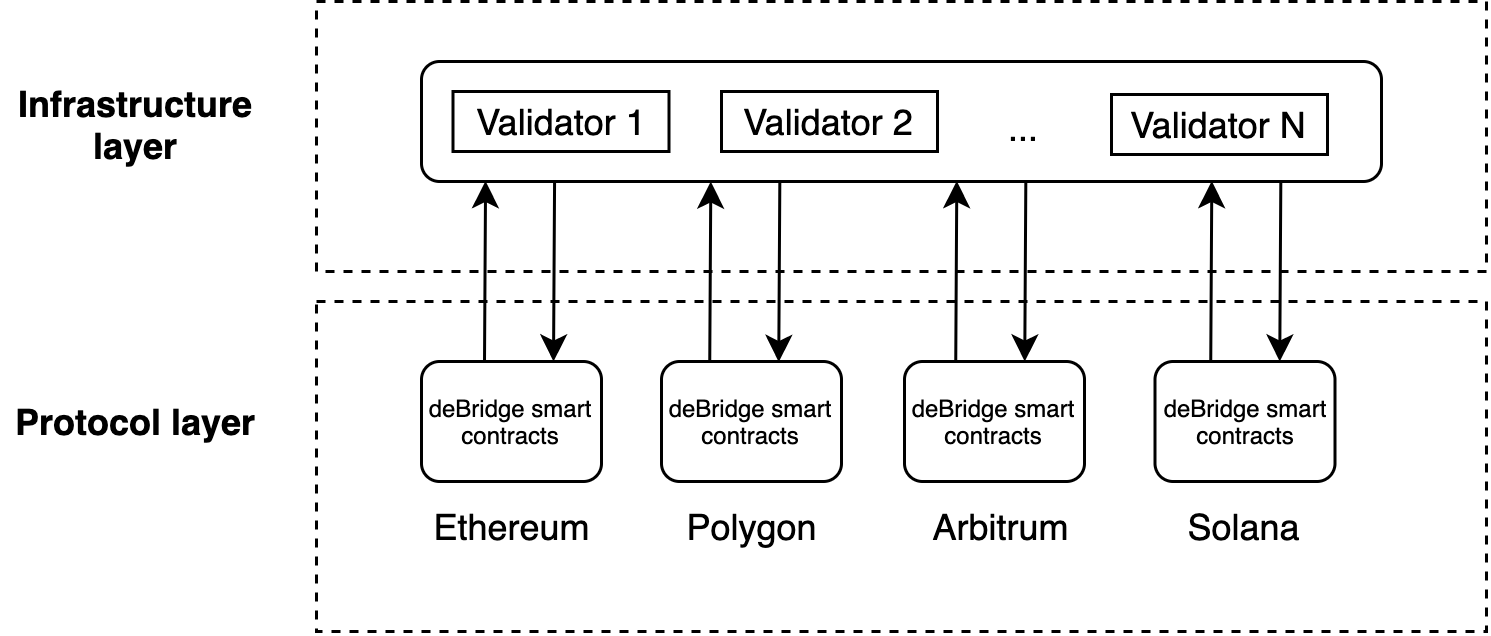 Infrastructure
layer
Validator 1
Validator 2
...
Validator N
Protocol layer
deBridge smart
contracts
deBridge smart
contracts
deBridge smart
contracts
deBridge smart
contracts
Ethereum
Polygon
Arbitrum
Solana